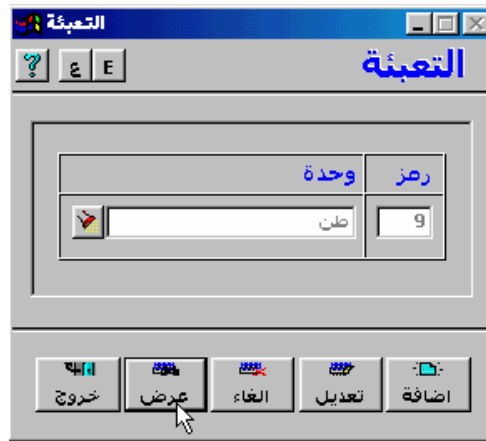 التعبئة
التعبئة
? ع E
رمز وحدة
9 طن
اضافة تعديل الغاء عرض خروج